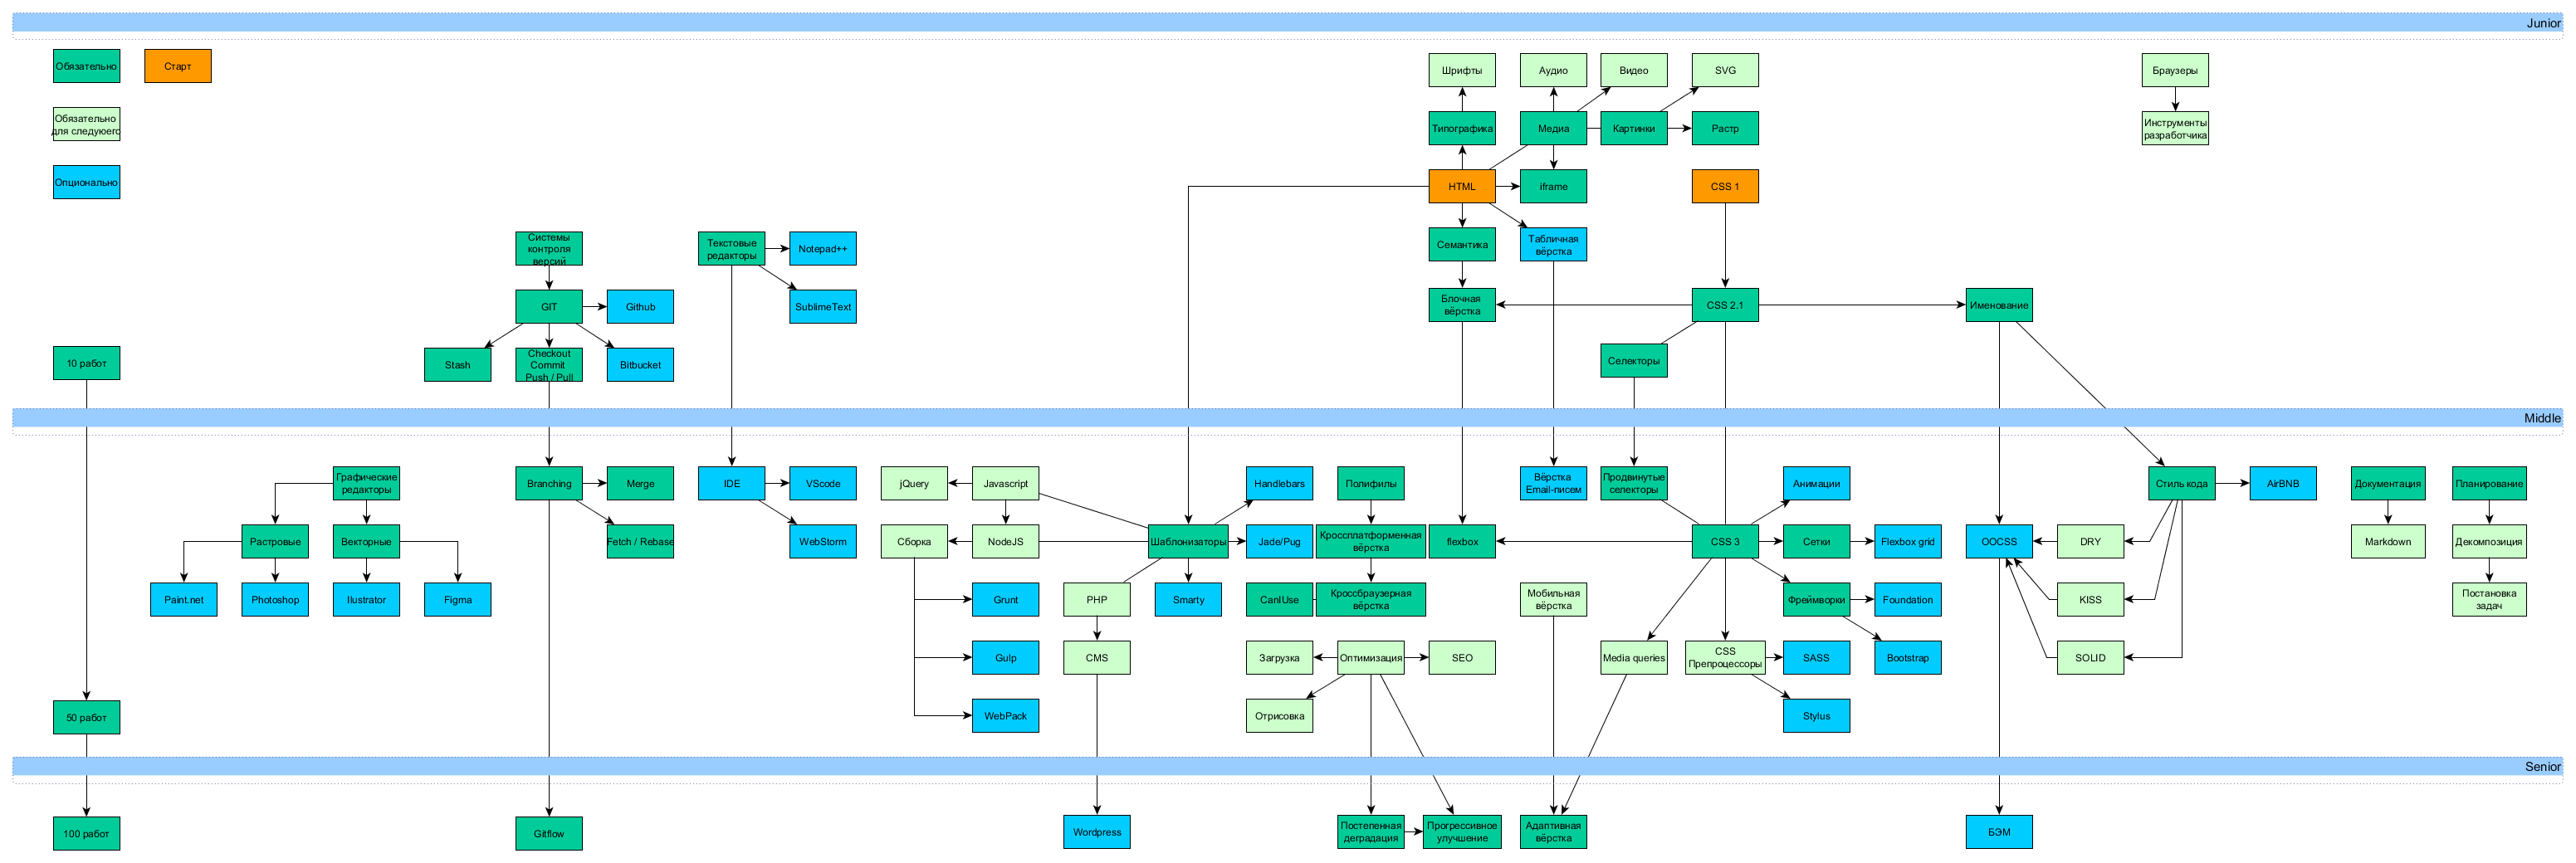 Junior
Обязательно
Старт
Шрифты
Аудио
Видео
SVG
Браузеры
Обязательно
для следуюего
Типографика
Медиа
Картинки
Растр
Инструменты
разработчика
Опционально
HTML
iframe
CSS 1
Системы
контроля
версий
Текстовые
редакторы
Notepad++
Семантика
Табличная
вёрстка
GIT
Github
SublimeText
Блочная
вёрстка
CSS 2.1
Именование
10 работ
Stash
Checkout
Commit
Push / Pull
Bitbucket
Селекторы
Middle
Графические
редакторы
Branching
Merge
IDE
VScode
jQuery
Javascript
Handlebars
Полифилы
Вёрстка
Email-писем
Продвинутые
селекторы
Анимации
Стиль кода
AirBNB
Документация
Планирование
Растровые
Векторные
Fetch / Rebase
WebStorm
Сборка
NodeJS
Шаблонизаторы
Jade/Pug
Кроссплатформенная
вёрстка
flexbox
CSS 3
Сетки
Flexbox grid
OOCSS
DRY
Markdown
Декомпозиция
Paint.net
Photoshop
Ilustrator
Figma
Grunt
PHP
Smarty
CanIUse
Кроссбраузерная
вёрстка
Мобильная
вёрстка
Фреймворки
Foundation
KISS
Постановка
задач
Gulp
CMS
Загрузка
Оптимизация
SEO
Media queries
CSS
Препроцессоры
SASS
Bootstrap
SOLID
50 работ
WebPack
Отрисовка
Stylus
Senior
100 работ
Gitflow
Wordpress
Постепенная
деградация
Прогрессивное
улучшение
Адаптивная
вёрстка
БЭМ